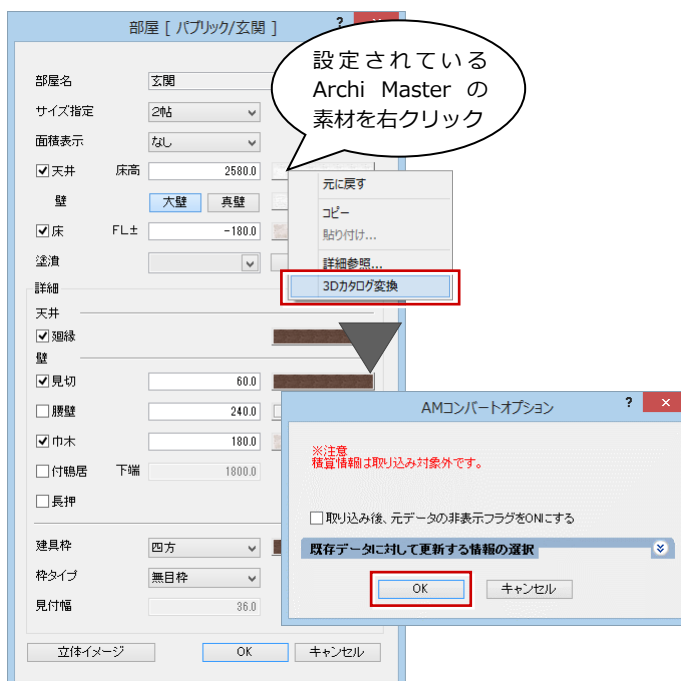 部屋 [ パブリック/玄関 ]
?
設定されている
Archi Master の
素材を右クリック
部屋名 玄関
サイズ指定 2帖
面積表示 なし
天井 床高 2580.0
壁 大壁 真壁
床 FL± -180.0
塗潰
元に戻す
コピー
貼り付け...
詳細参照...
3Dカタログ変換
詳細
天井
廻縁
壁
見切 60.0
腰壁 240.0
巾木 180.0
付鴨居 下端 1800.0
長押
建具枠 四方
枠タイプ 無目枠
見付幅 36.0
立体イメージ OK キャンセル
AMコンバートオプション ? ×
※注意
積算情報は取り込み対象外です。
取り込み後、元データの非表示フラグをONにする
既存データに対して更新する情報の選択
OK キャンセル